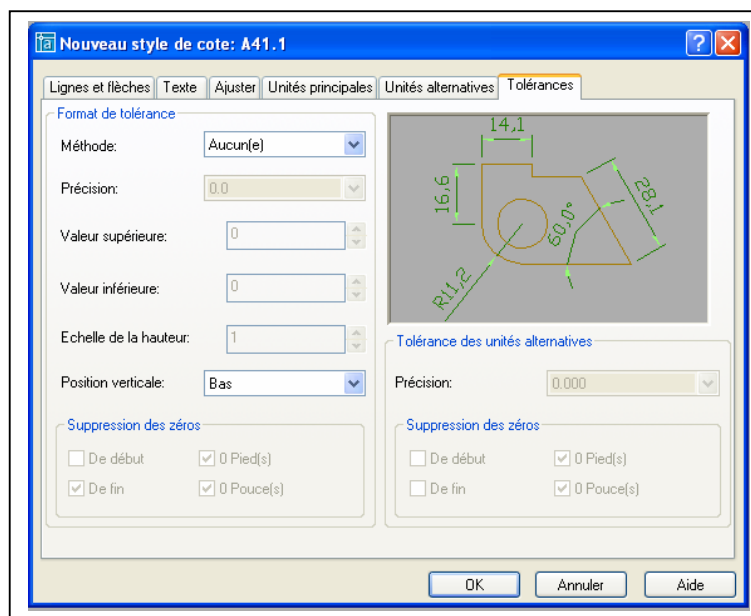 Nouveau style de cote: A41.1
Lignes et flèches Texte Ajuster Unités principales Unités alternatives Tolérances
Format de tolérance
Méthode: Aucun(e)
Précision: 0.0
Valeur supérieure: 0
Valeur inférieure: 0
Echelle de la hauteur: 1
Position verticale: Bas
Suppression des zéros
De début 0 Pied(s)
De fin 0 Pouce(s)
14,1
16,6
28,1
60,0°
R11,2
Tolérance des unités alternatives
Précision: 0.000
Suppression des zéros
De début 0 Pied(s)
De fin 0 Pouce(s)
OK Annuler Aide